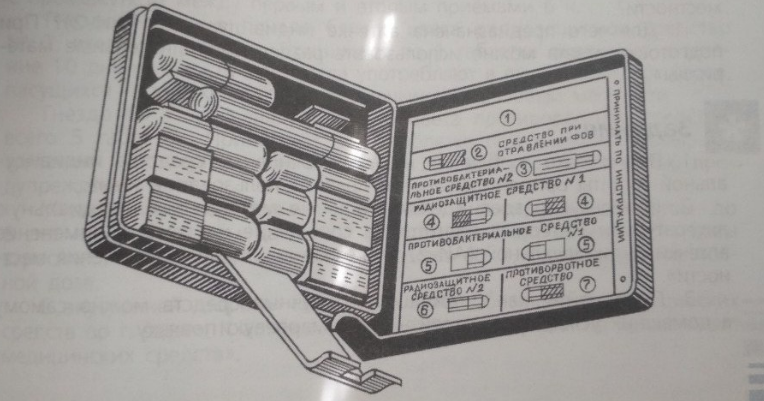 1
2 СРЕДСТВО ПРИ
ОТРАВЛЕНИИ ФОВ
ПРОТИВОБАКТЕРИА-
ЛЬНОЕ СРЕДСТВО №2 3
РАДИОЗАЩИТНОЕ СРЕДСТВО №1
4 4
ПРОТИВОБАКТЕРИАЛЬНОЕ СРЕДСТВО №1
5 5
РАДИОЗАЩИТНОЕ
СРЕДСТВО №2
6
ПРОТИВОРВОТНОЕ
СРЕДСТВО
7
ПРИНИМАТЬ ПО ИНСТРУКЦИИ